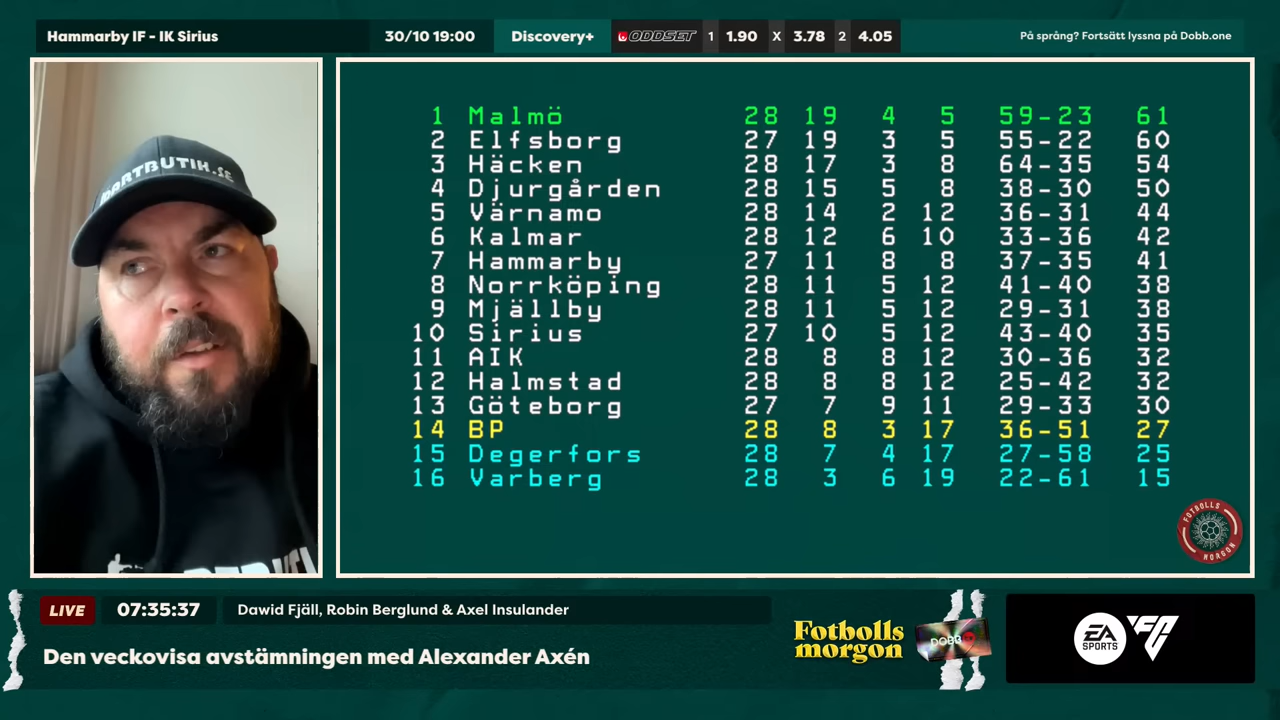 Hammarby IF - IK Sirius 30/10 19:00 Discovery+ ODDSET 1 1.90 X 3.78 2 4.05 På språng? Fortsätt lyssna på Dobb.one
DARTBUTIK.SE
1 Malmö 28 19 4 5 59-23 61
2 Elfsborg 27 19 3 5 55-22 60
3 Häcken 28 17 3 8 64-35 54
4 Djurgården 28 15 5 8 38-30 50
5 Värnamo 28 14 2 12 36-31 44
6 Kalmar 28 12 6 10 33-36 42
7 Hammarby 27 11 8 8 37-35 41
8 Norrköping 28 11 5 12 41-40 38
9 Mjällby 28 11 5 12 29-31 38
10 Sirius 27 10 5 12 43-40 35
11 AIK 28 8 8 12 30-36 32
12 Halmstad 28 8 8 12 25-42 32
13 Göteborg 27 7 9 11 29-33 30
14 BP 28 8 3 17 36-51 27
15 Degerfors 28 7 4 17 27-58 25
16 Varberg 28 3 6 19 22-61 15
FOTBOLLS MORGON
LIVE 07:35:37 Dawid Fjäll, Robin Berglund & Axel Insulander
Den veckovisa avstämningen med Alexander Axén
Fotbolls
morgon
DOBB
EA
SPORTS
FC